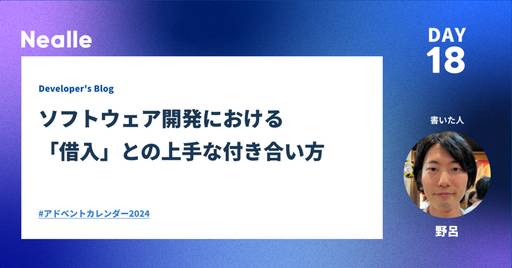 Nealle
DAY
18
Developer's Blog
ソフトウェア開発における
「借入」との上手な付き合い方
#アドベントカレンダー2024
書いた人
野呂